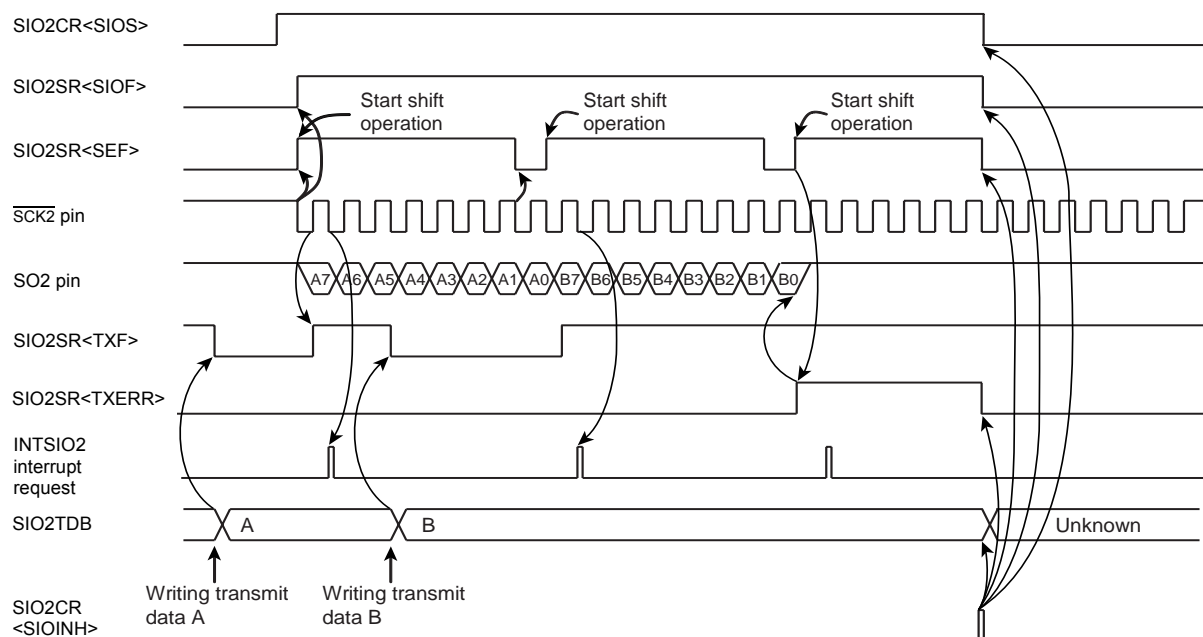 SIO2CR<SIOS>
SIO2SR<SIOF>
Start shift
operation
Start shift
operation
Start shift
operation
SIO2SR<SEF>
SCK2 pin
SO2 pin
A7 A6 A5 A4 A3 A2 A1 A0 B7 B6 B5 B4 B3 B2 B1 B0
SIO2SR<TXF>
SIO2SR<TXERR>
INTSIO2
interrupt
request
SIO2TDB
A
B
Unknown
Writing transmit
data A
Writing transmit
data B
SIO2CR
<SIOINH>